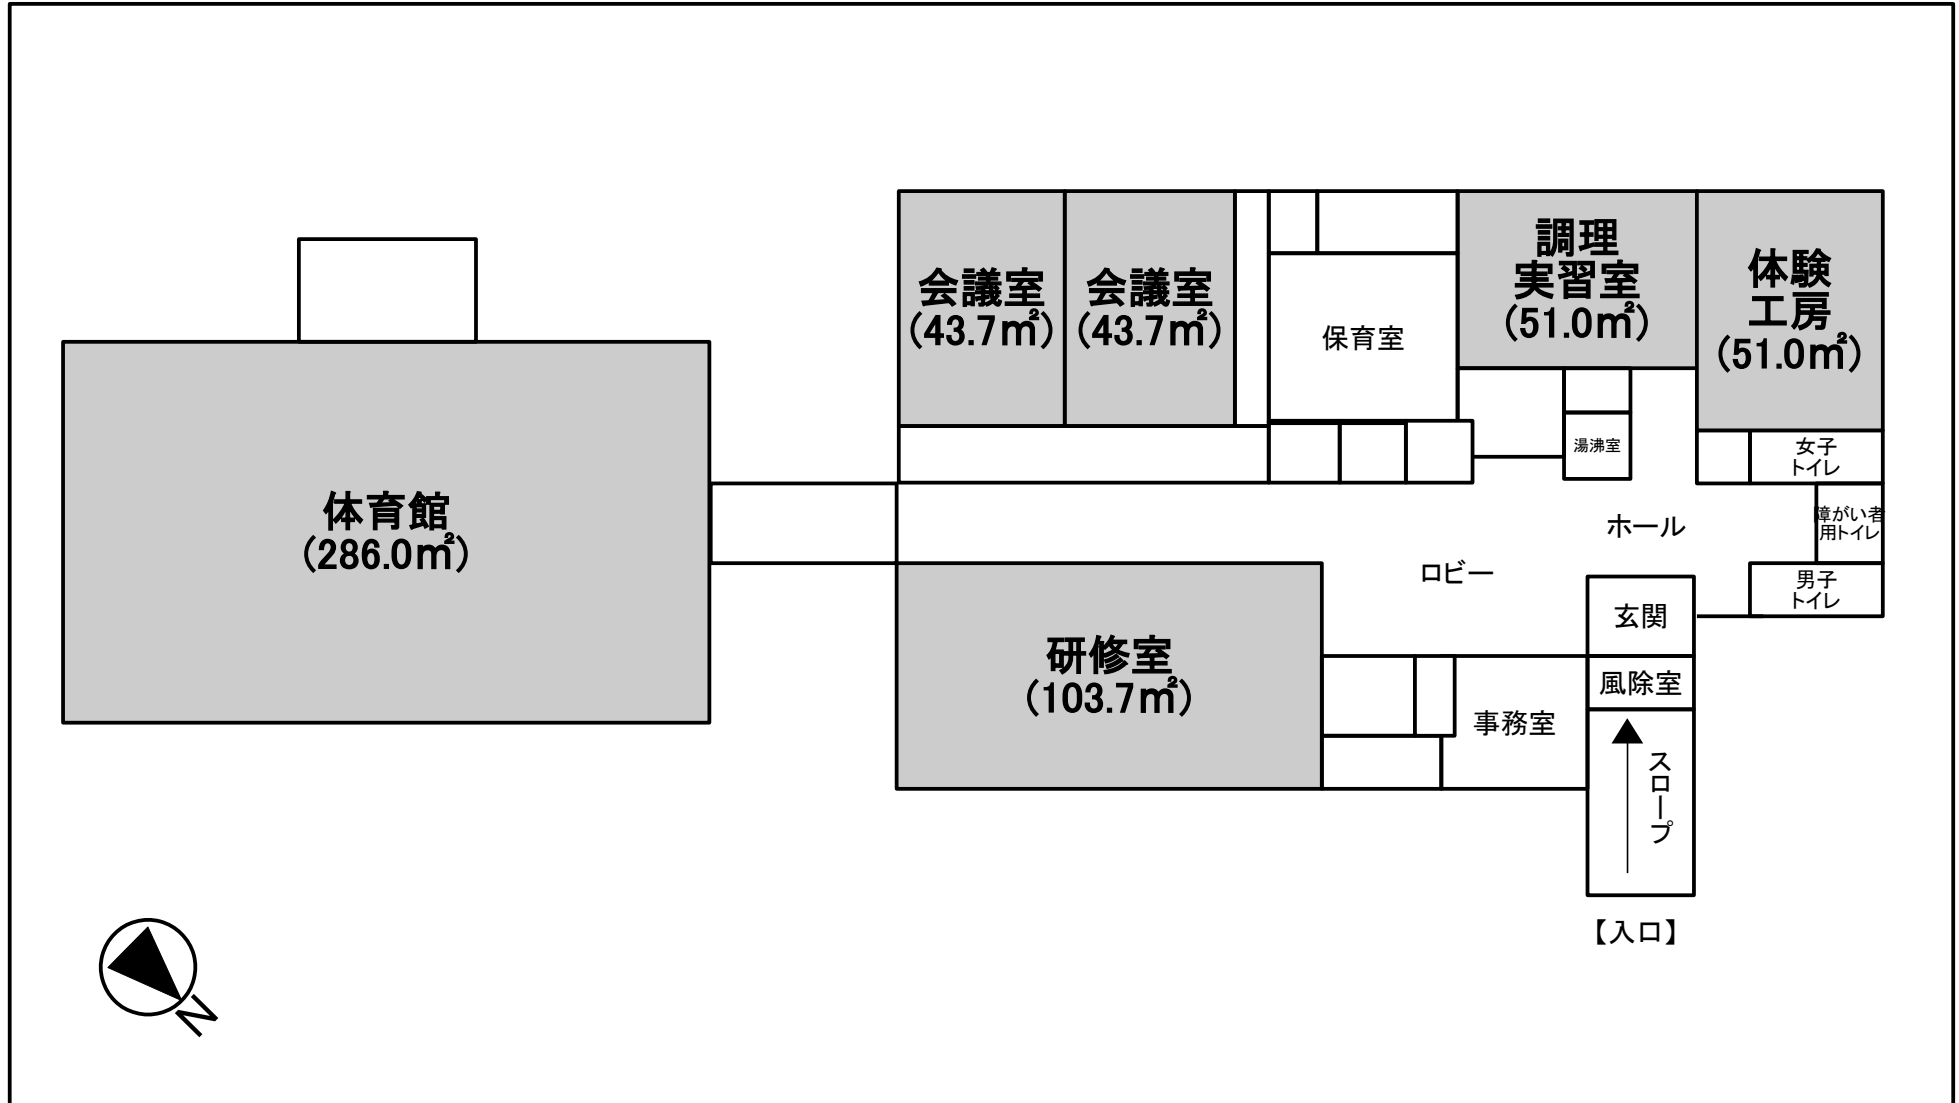 会議室
(43.7㎡)
会議室
(43.7㎡)
保育室
調理
実習室
(51.0㎡)
体験
工房
(51.0㎡)
湯沸室
女子
トイレ
障がい者
用トイレ
男子
トイレ
ホール
ロビー
体育館
(286.0㎡)
研修室
(103.7㎡)
玄関
風除室
事務室
スロープ
【入口】
N